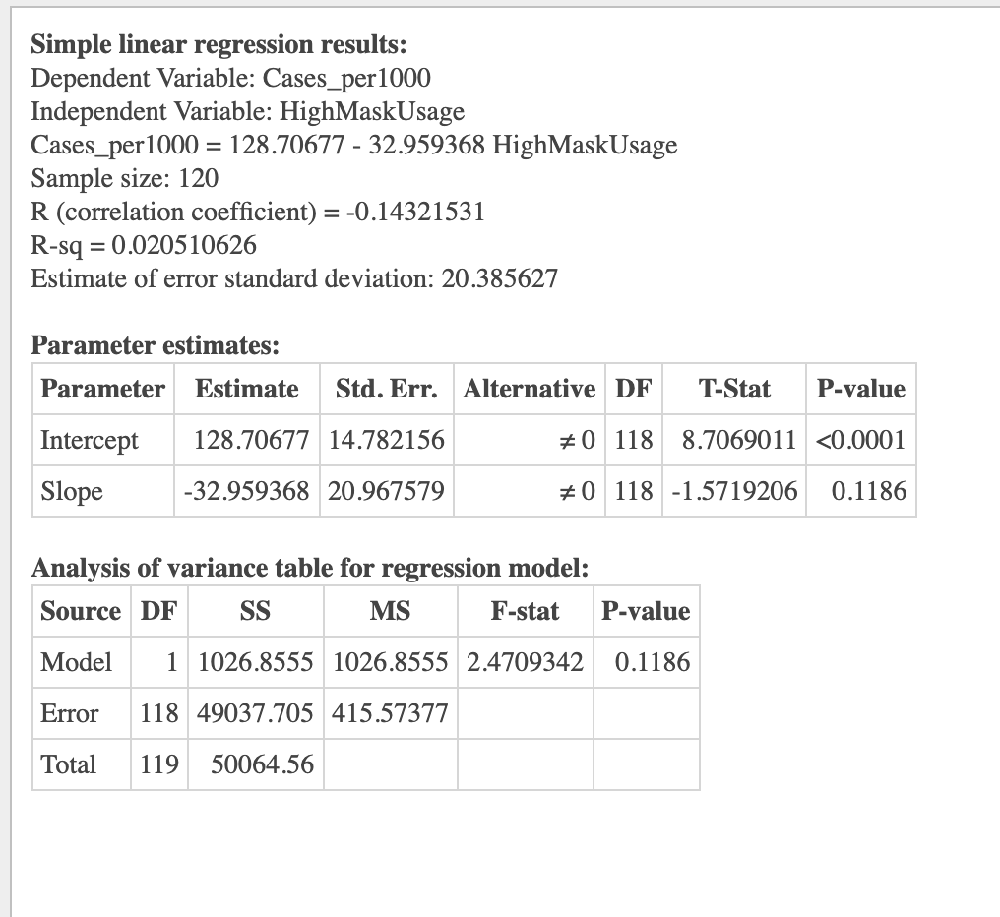 Simple linear regression results:
Dependent Variable: Cases_per1000
Independent Variable: HighMaskUsage
Cases_per1000 = 128.70677 - 32.959368 HighMaskUsage
Sample size: 120
R (correlation coefficient) = -0.14321531
R-sq = 0.020510626
Estimate of error standard deviation: 20.385627
Parameter estimates:
Parameter Estimate Std. Err. Alternative DF T-Stat P-value
Intercept 128.70677 14.782156 ≠ 0 118 8.7069011 <0.0001
Slope -32.959368 20.967579 ≠ 0 118 -1.5719206 0.1186
Analysis of variance table for regression model:
Source DF SS MS F-stat P-value
Model 1 1026.8555 1026.8555 2.4709342 0.1186
Error 118 49037.705 415.57377
Total 119 50064.56